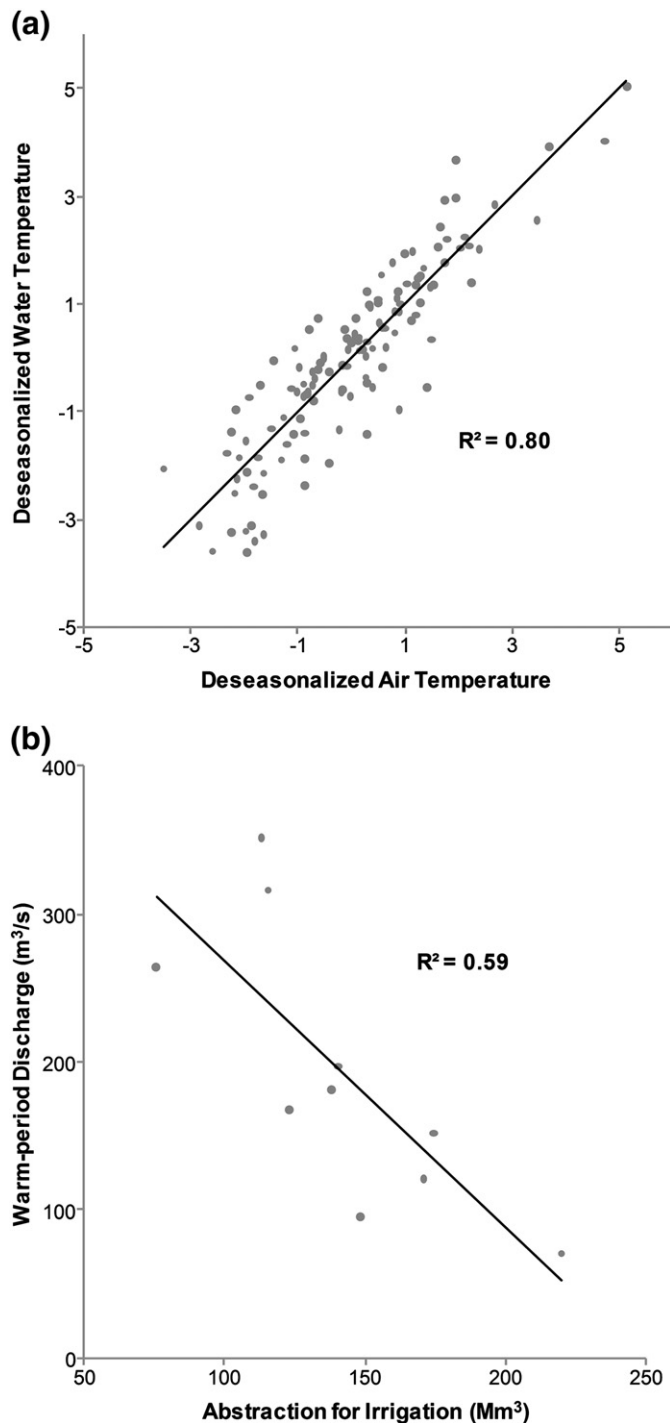 (a)
5
3
1
-1
-3
-5
Deseasonalized Water Temperature
R² = 0.80
-5 -3 -1 1 3 5
Deseasonalized Air Temperature
(b)
400
300
200
100
0
Warm-period Discharge (m³/s)
R² = 0.59
50 100 150 200 250
Abstraction for Irrigation (Mm³)